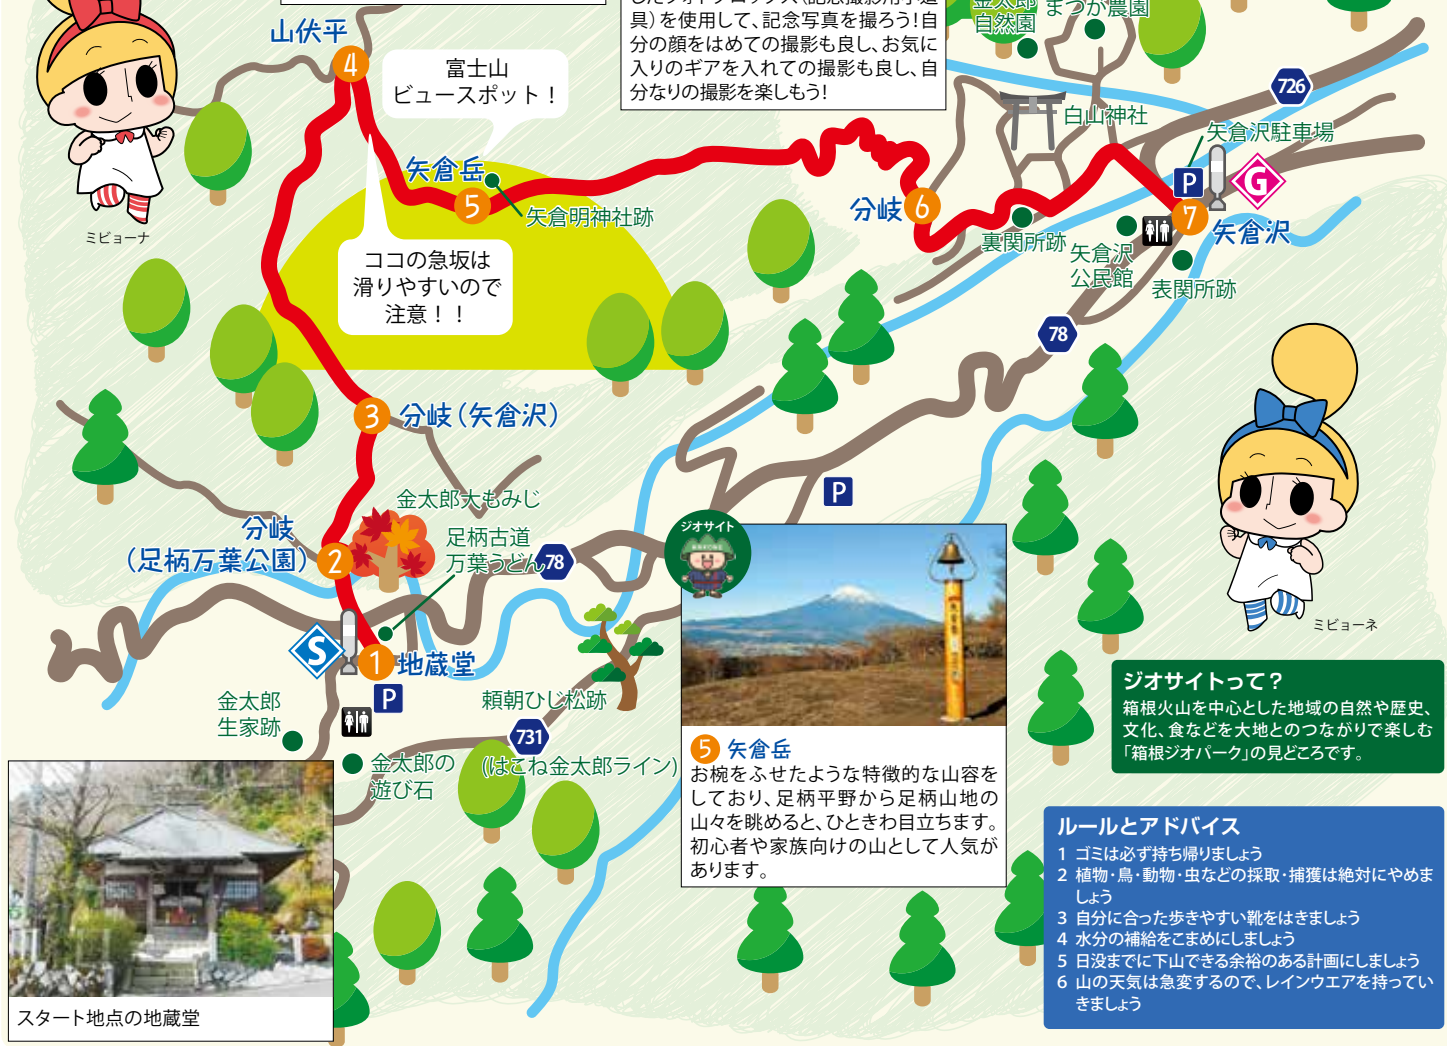 山伏平
4
富士山
ビュースポット！
具）を使用して、記念写真を撮ろう！自
分の顔をはめての撮影も良し、お気に
入りのギアを入れての撮影も良し、自
分なりの撮影を楽しもう！
金太郎
自然園
まつか農園
726
白山神社
矢倉沢駐車場
P
G
矢倉岳
5
矢倉明神社跡
分岐
6
7
矢倉沢
裏関所跡
矢倉沢
公民館
表関所跡
ミビョーナ
ココの急坂は
滑りやすいので
注意！！
78
3
分岐（矢倉沢）
金太郎大もみじ
足柄古道
万葉うどん
78
分岐
（足柄万葉公園）
2
P
S
1
地蔵堂
P
金太郎
生家跡
頼朝ひじ松跡
731
（はこね金太郎ライン）
金太郎の
遊び石
ジオサイト
5 矢倉岳
お椀をふせたような特徴的な山容を
しており、足柄平野から足柄山地の
山々を眺めると、ひときわ目立ちます。
初心者や家族向けの山として人気が
あります。
ミビョーネ
ジオサイトって？
箱根火山を中心とした地域の自然や歴史、
文化、食などを大地とのつながりで楽しむ
「箱根ジオパーク」の見どころです。
ルールとアドバイス
1 ゴミは必ず持ち帰りましょう
2 植物・鳥・動物・虫などの採取・捕獲は絶対にやめま
しょう
3 自分に合った歩きやすい靴をはきましょう
4 水分の補給をこまめにしましょう
5 日没までに下山できる余裕のある計画にしましょう
6 山の天気は急変するので、レインウエアを持ってい
きましょう
スタート地点の地蔵堂